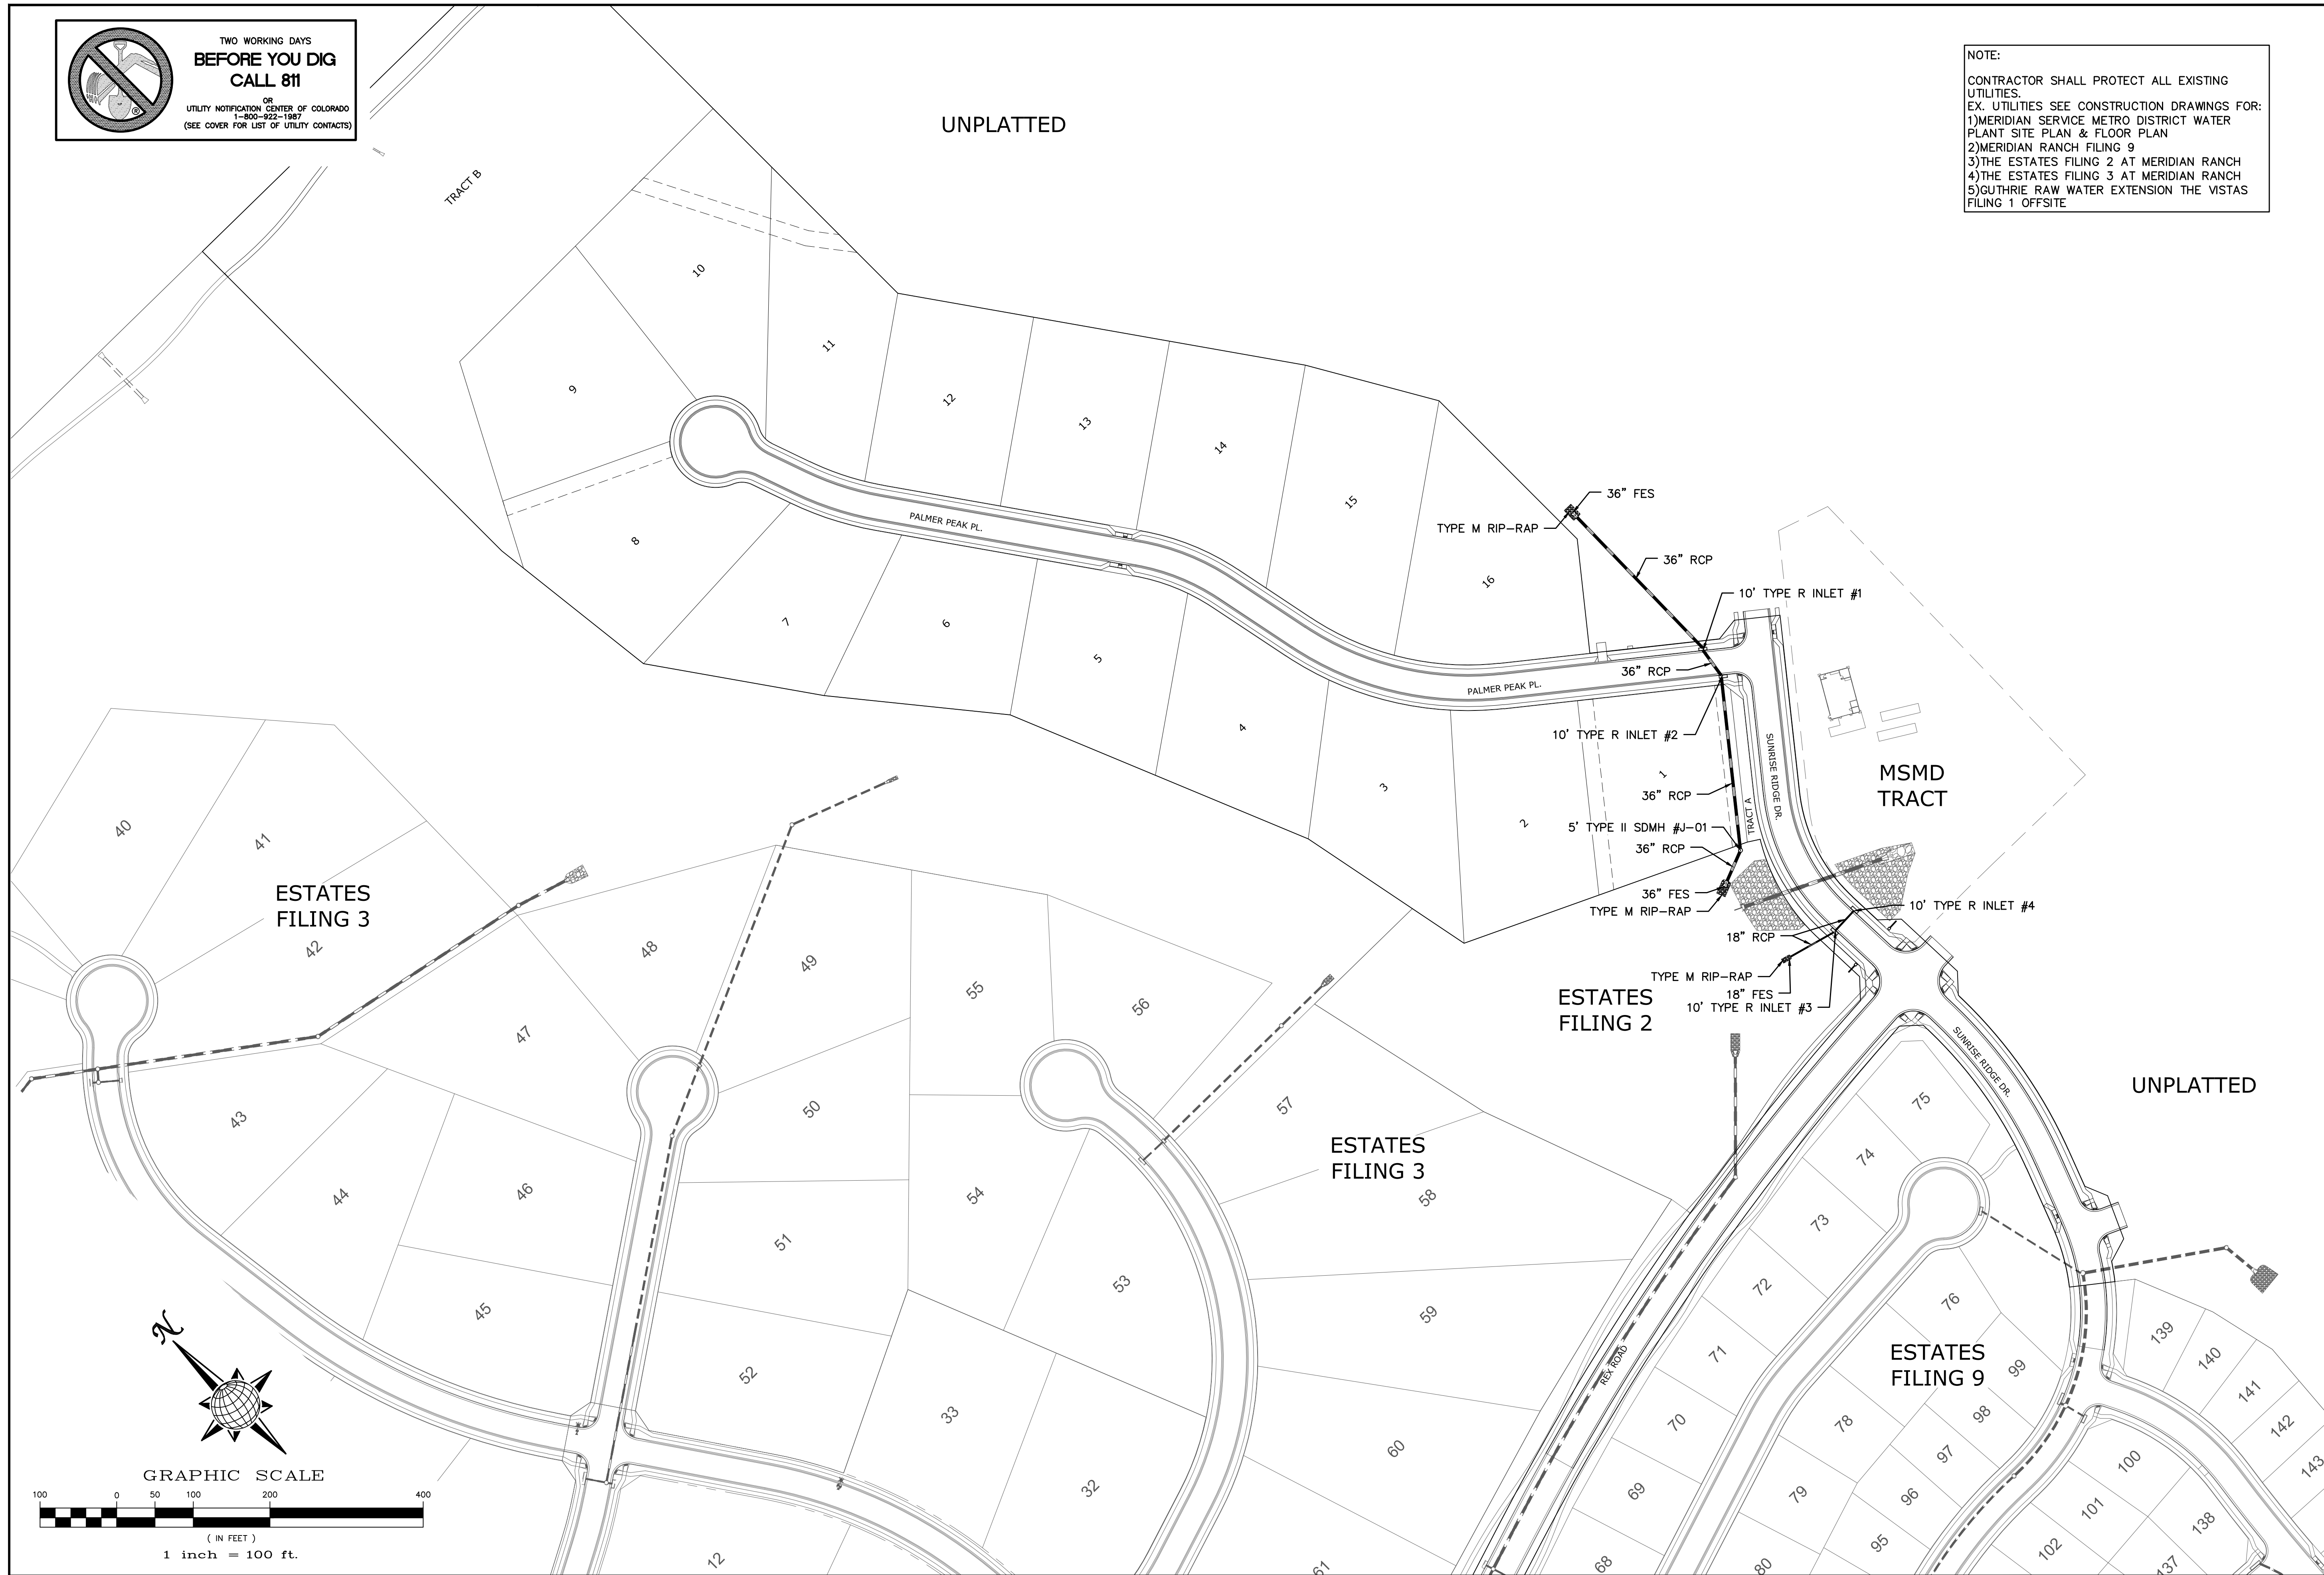 TWO WORKING DAYS
BEFORE YOU DIG
CALL 811
OR
UTILITY NOTIFICATION CENTER OF COLORADO
1-800-922-1987
(SEE COVER FOR LIST OF UTILITY CONTACTS)
®
NOTE:
CONTRACTOR SHALL PROTECT ALL EXISTING
UTILITIES.
EX. UTILITIES SEE CONSTRUCTION DRAWINGS FOR:
1)MERIDIAN SERVICE METRO DISTRICT WATER
PLANT SITE PLAN & FLOOR PLAN
2)MERIDIAN RANCH FILING 9
3)THE ESTATES FILING 2 AT MERIDIAN RANCH
4)THE ESTATES FILING 3 AT MERIDIAN RANCH
5)GUTHRIE RAW WATER EXTENSION THE VISTAS
FILING 1 OFFSITE
UNPLATTED
TRACT B
10
11
9
12
13
14
15
8
16
7
6
5
4
3
2
1
PALMER PEAK PL.
PALMER PEAK PL.
36" FES
TYPE M RIP-RAP
36" RCP
10' TYPE R INLET #1
36" RCP
10' TYPE R INLET #2
36" RCP
5' TYPE II SDMH #J-01
36" RCP
36" FES
TYPE M RIP-RAP
TRACT A
SUNRISE RIDGE DR.
MSMD
TRACT
10' TYPE R INLET #4
18" RCP
TYPE M RIP-RAP
18" FES
10' TYPE R INLET #3
ESTATES
FILING 2
SUNRISE RIDGE DR.
UNPLATTED
40
41
ESTATES
FILING 3
42
48
49
55
56
47
43
50
57
ESTATES
FILING 3
44
46
54
58
51
53
45
59
52
33
60
32
12
61
REX ROAD
75
74
73
72
71
70
69
68
76
ESTATES
FILING 9
99
98
97
96
95
78
79
80
139
140
141
142
143
100
101
102
138
137
N
GRAPHIC SCALE
100 0 50 100 200 400
( IN FEET )
1 inch = 100 ft.